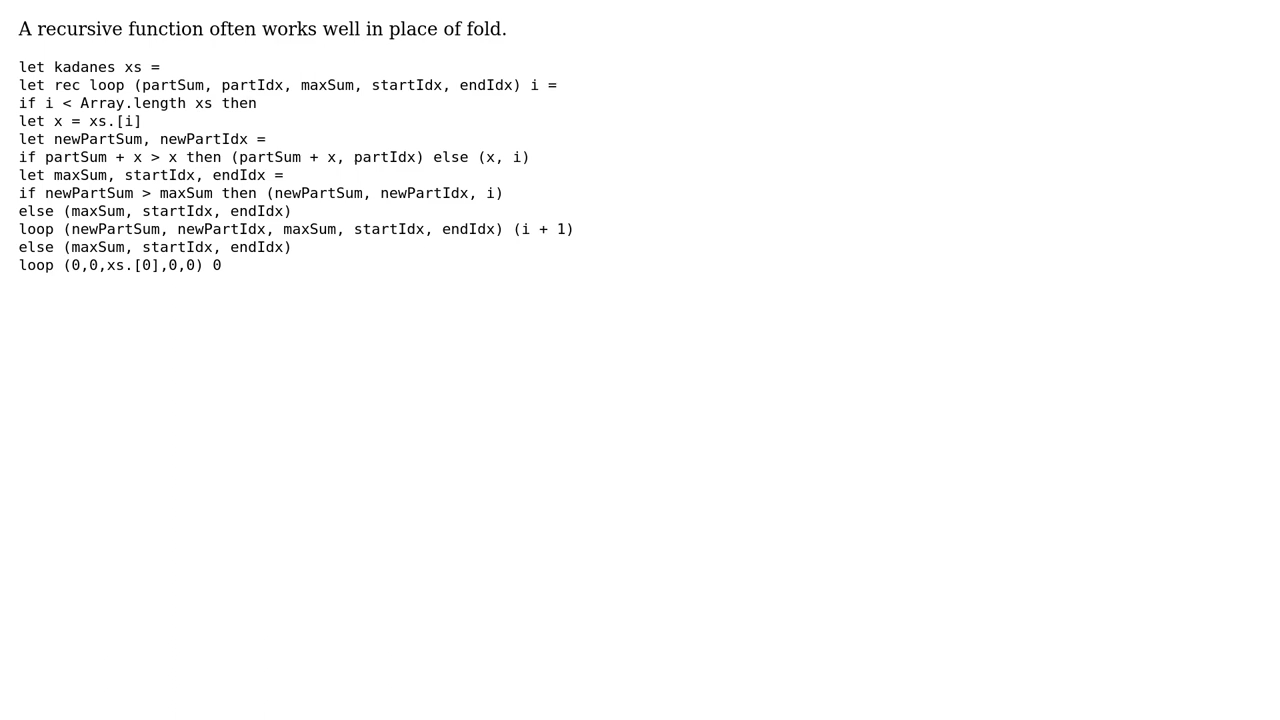 A recursive function often works well in place of fold.
let kadanes xs =
let rec loop (partSum, partIdx, maxSum, startIdx, endIdx) i =
if i < Array.length xs then
let x = xs.[i]
let newPartSum, newPartIdx =
if partSum + x > x then (partSum + x, partIdx) else (x, i)
let maxSum, startIdx, endIdx =
if newPartSum > maxSum then (newPartSum, newPartIdx, i)
else (maxSum, startIdx, endIdx)
loop (newPartSum, newPartIdx, maxSum, startIdx, endIdx) (i + 1)
else (maxSum, startIdx, endIdx)
loop (0,0,xs.[0],0,0) 0